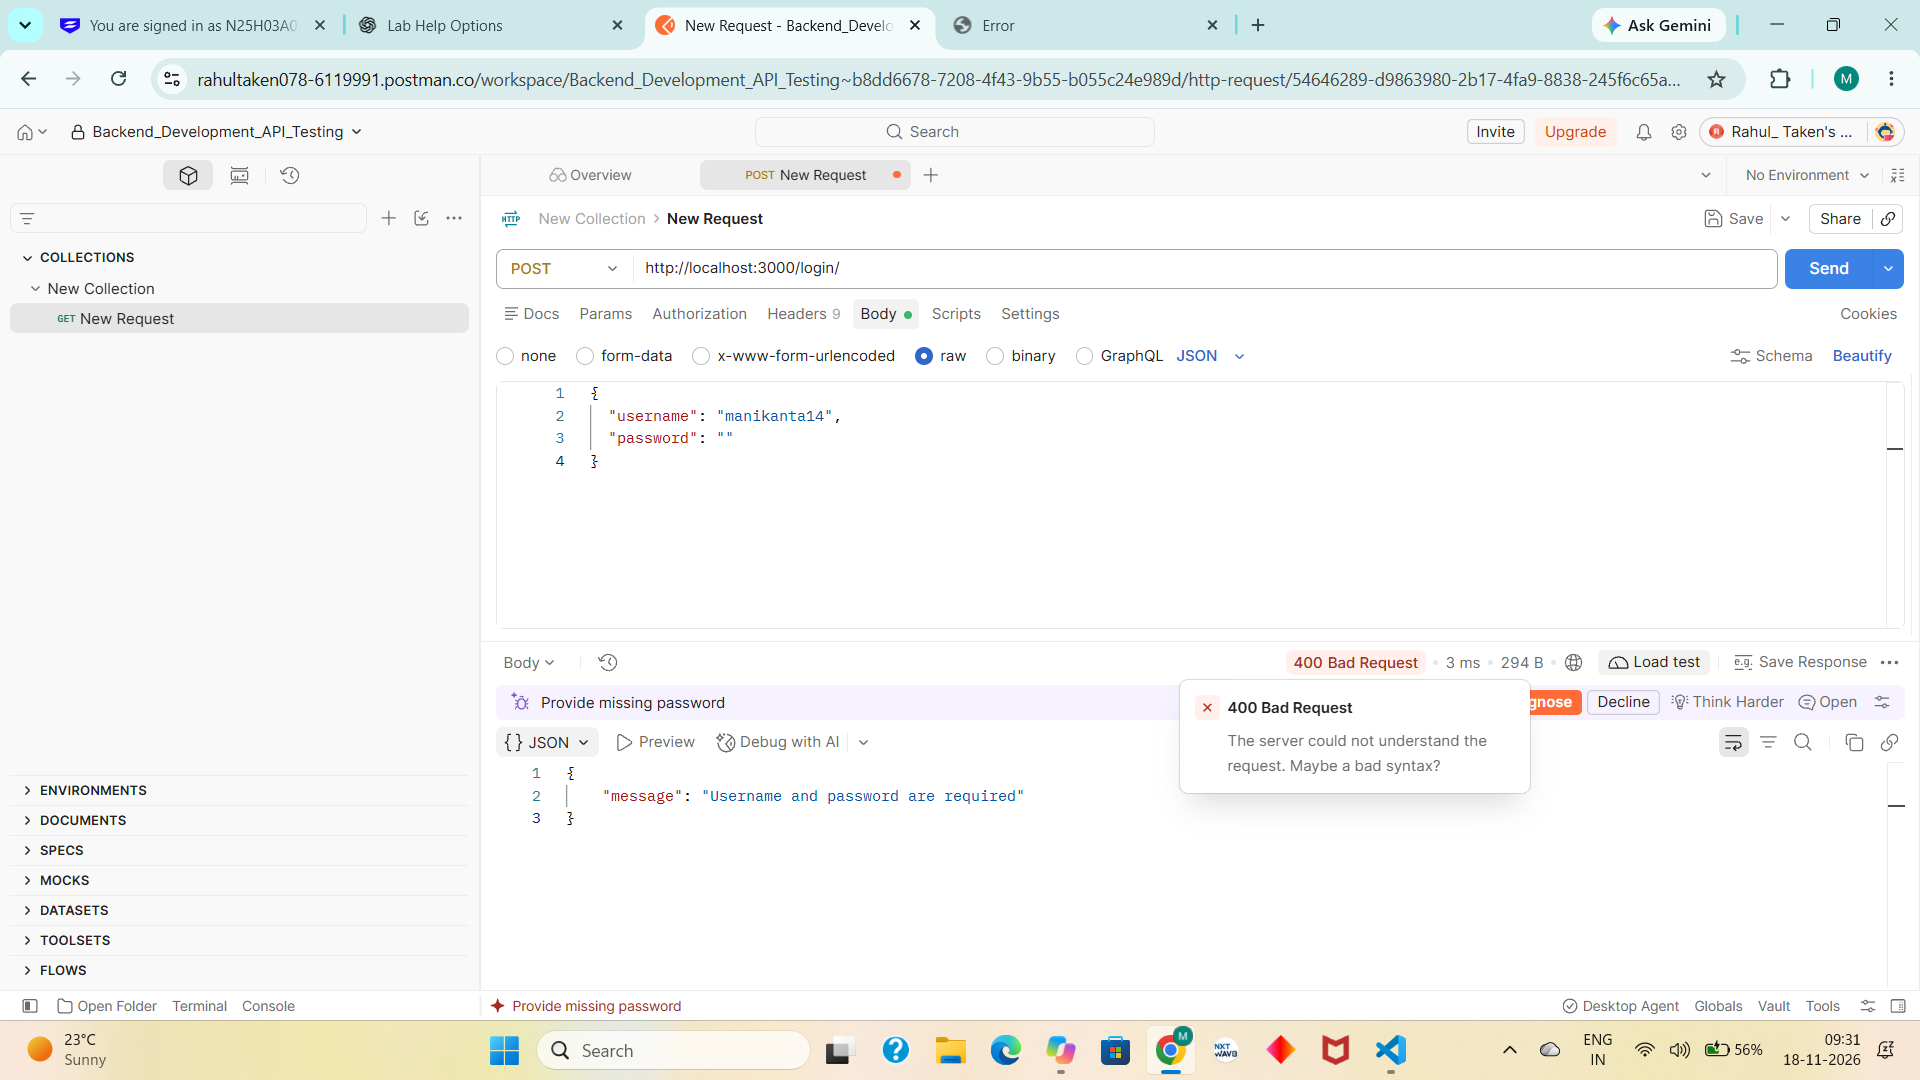 You are signed in as N25H03A0
Lab Help Options
New Request - Backend_Develo
Error
Ask Gemini
rahultaken078-6119991.postman.co/workspace/Backend_Development_API_Testing~b8dd6678-7208-4f43-9b55-b055c24e989d/http-request/54646289-d9863980-2b17-4fa9-8838-245f6c65a...
M
Backend_Development_API_Testing
Search
Invite
Upgrade
R Rahul_ Taken's ...
Overview
POST New Request
No Environment
HTTP New Collection > New Request
Save
Share
COLLECTIONS
New Collection
GET New Request
POST
http://localhost:3000/login/
Send
Docs Params Authorization Headers 9 Body Scripts Settings
Cookies
none form-data x-www-form-urlencoded raw binary GraphQL JSON
Schema Beautify
1 {
2 "username": "manikanta14",
3 "password": ""
4 }
Body
400 Bad Request 3 ms 294 B
Load test
e.g. Save Response
Provide missing password
gnose Decline Think Harder Open
400 Bad Request
The server could not understand the
request. Maybe a bad syntax?
{} JSON Preview Debug with AI
1 {
2 "message": "Username and password are required"
3 }
ENVIRONMENTS
DOCUMENTS
SPECS
MOCKS
DATASETS
TOOLSETS
FLOWS
Open Folder Terminal Console
Provide missing password
Desktop Agent Globals Vault Tools
23°C
Sunny
Search
M
NXT
WAVE
ENG
IN
56%
09:31
18-11-2026